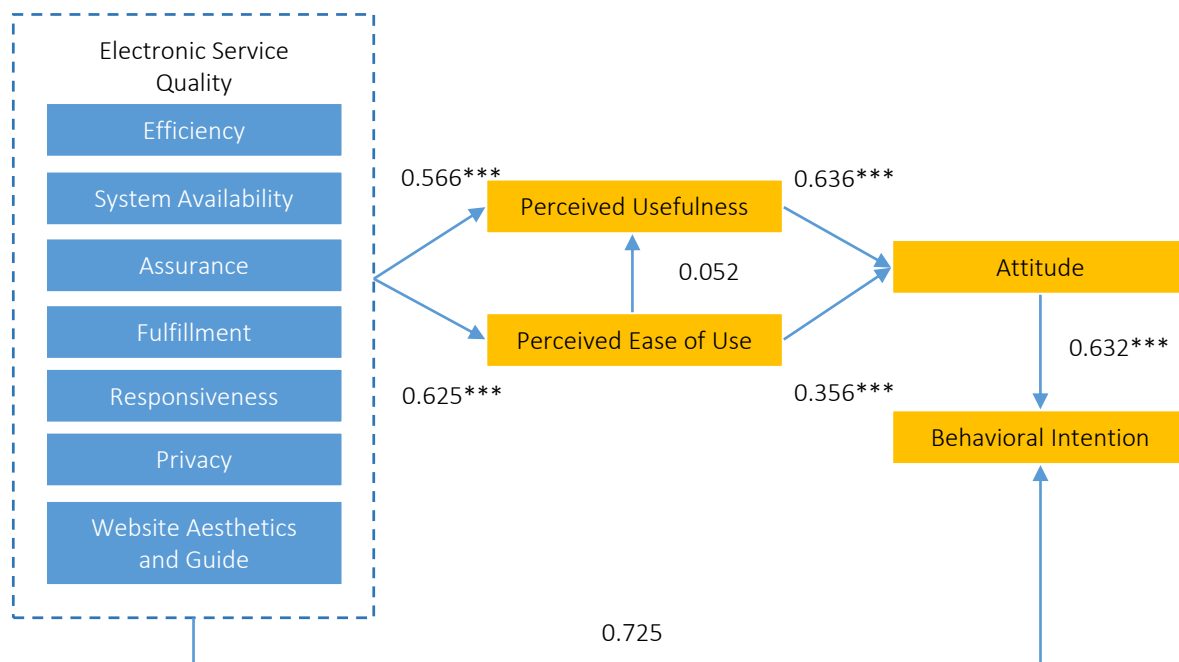 Electronic Service
Quality
Efficiency
System Availability
Assurance
Fulfillment
Responsiveness
Privacy
Website Aesthetics
and Guide
0.566***
0.625***
Perceived Usefulness
0.052
Perceived Ease of Use
0.636***
0.356***
Attitude
0.632***
Behavioral Intention
0.725